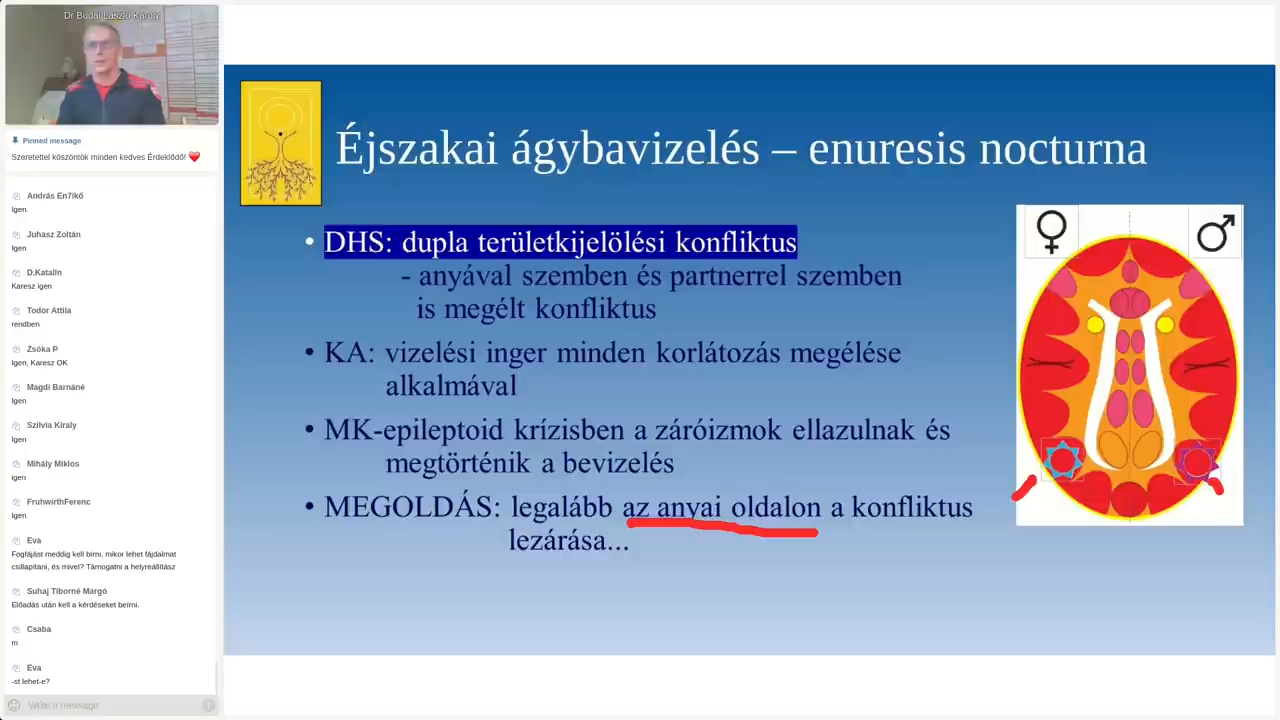 Dr Budai László Károly
Pinned message
Szeretettel köszöntök minden kedves Érdeklődőt! ❤️
András En7ikő
Igen.
Juhasz Zoltán
Igen
D.Katalin
Karesz igen
Todor Attila
rendben
Zsóka P
Igen, Karesz OK
Magdi Barnáné
Igen
Szilvia Kiraly
Igen
Mihály Miklos
igen
FruhwirthFerenc
Igen
Eva
Fogfájást meddig kell bírni, mikor lehet fájdalmat
csillapítani, és mivel? Támogatni a helyreállítász
Suhaj Tiborné Margó
Előadás után kell a kérdéseket beírni.
Csaba
m
Eva
-st lehet-e?
Write a message
Éjszakai ágybavizelés – enuresis nocturna
• DHS: dupla területkijelölési konfliktus
- anyával szemben és partnerrel szemben
is megélt konfliktus
• KA: vizelési inger minden korlátozás megélése
alkalmával
• MK-epileptoid krízisben a záróizmok ellazulnak és
megtörténik a bevizelés
• MEGOLDÁS: legalább az anyai oldalon a konfliktus
lezárása...
♀ ♂